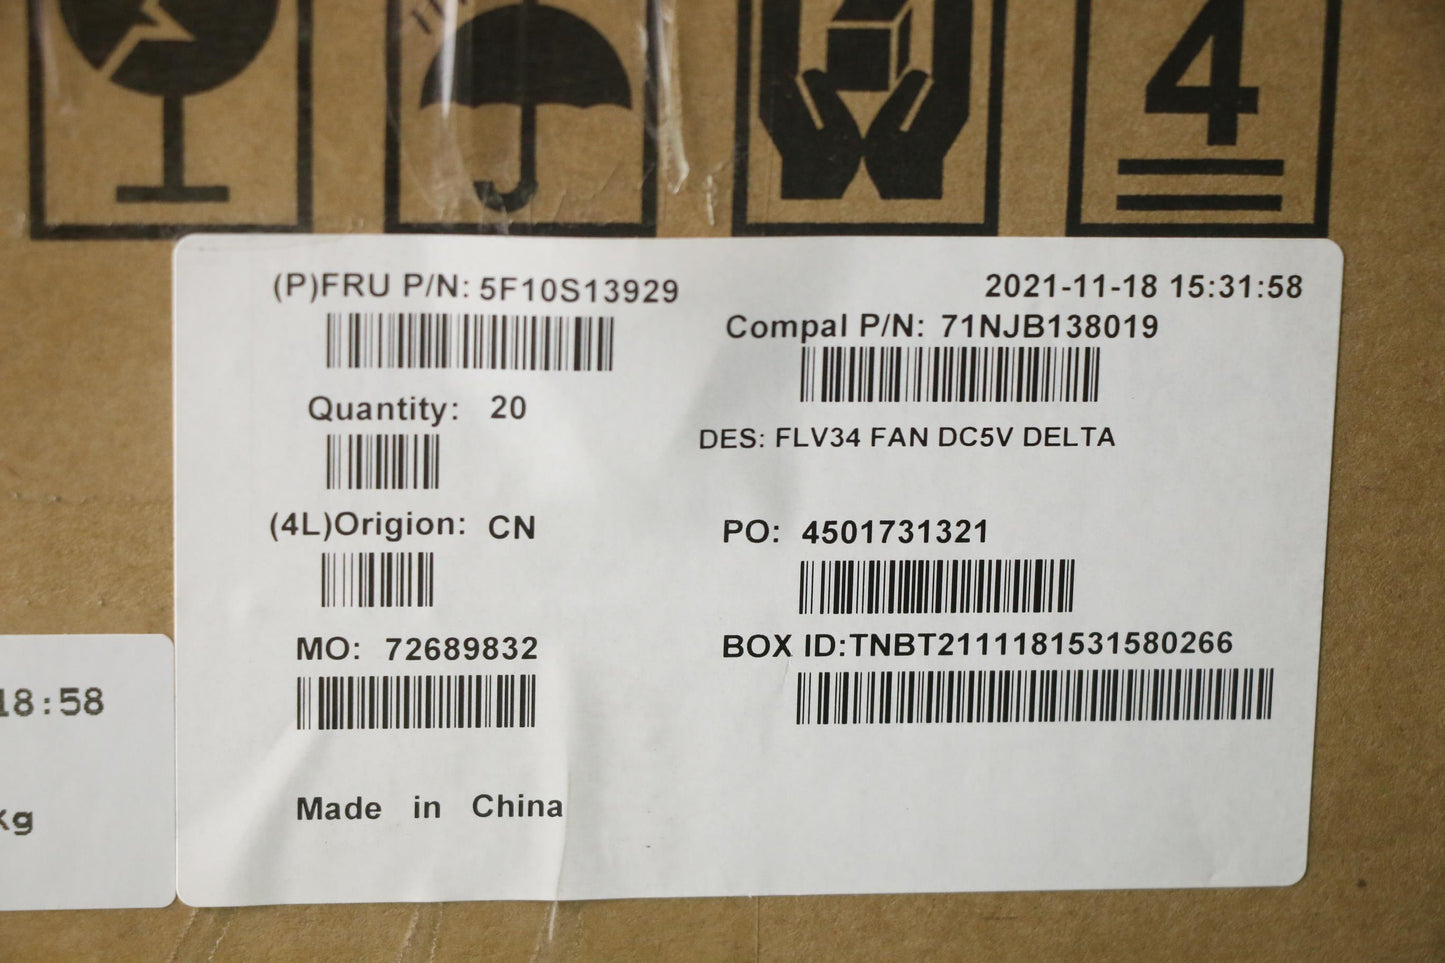 4
(P)FRU P/N: 5F10S13929
2021-11-18 15:31:58
Compal P/N: 71NJB138019
Quantity: 20
DES: FLV34 FAN DC5V DELTA
(4L)Origion: CN
PO: 4501731321
MO: 72689832
BOX ID:TNBT2111181531580266
Made in China
18:58
kg